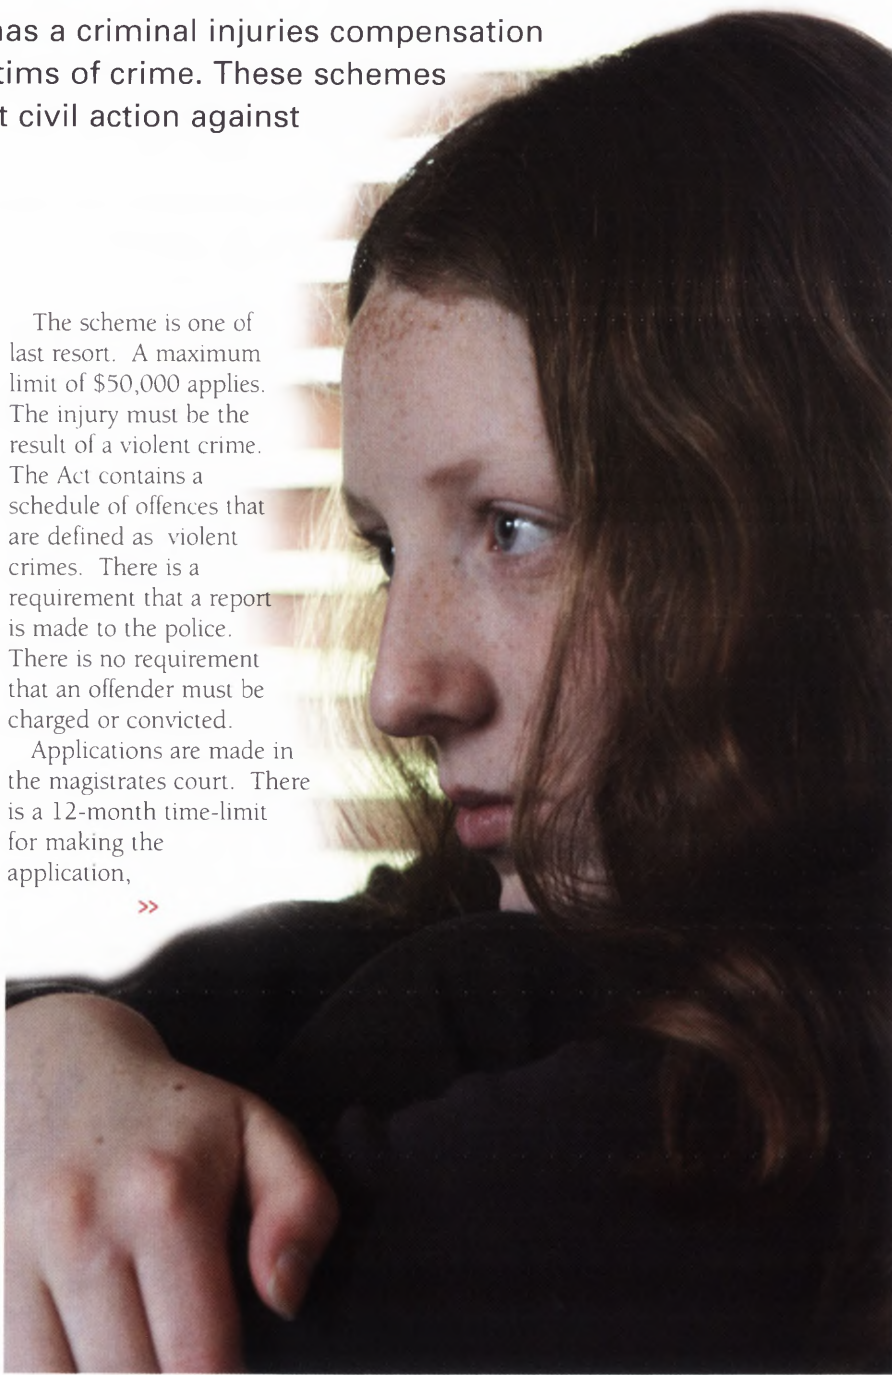 has a criminal injuries compensation
tims of crime. These schemes
t civil action against
The scheme is one of
last resort. A maximum
limit of $50,000 applies.
The injury must be the
result of a violent crime.
The Act contains a
schedule of offences that
are defined as violent
crimes. There is a
requirement that a report
is made to the police.
There is no requirement
that an offender must be
charged or convicted.
Applications are made in
the magistrates court. There
is a 12-month time-limit
for making the
application,
>>